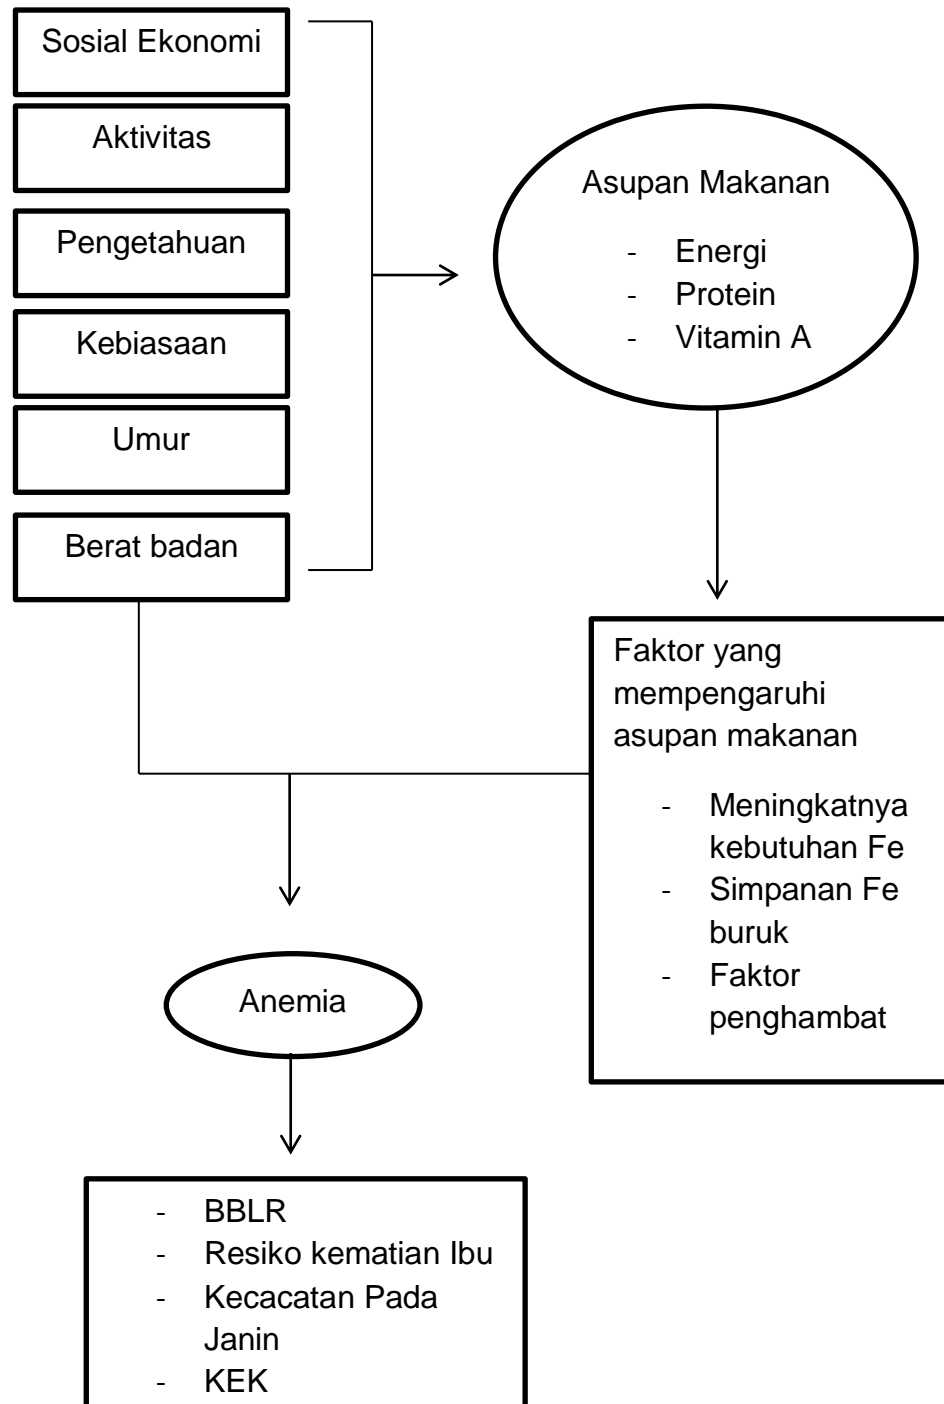 Sosial Ekonomi
Aktivitas
Pengetahuan
Kebiasaan
Umur
Berat badan
Asupan Makanan
- Energi
- Protein
- Vitamin A
Faktor yang
mempengaruhi
asupan makanan
- Meningkatnya
kebutuhan Fe
- Simpanan Fe
buruk
- Faktor
penghambat
Anemia
- BBLR
- Resiko kematian Ibu
- Kecacatan Pada
Janin
- KEK